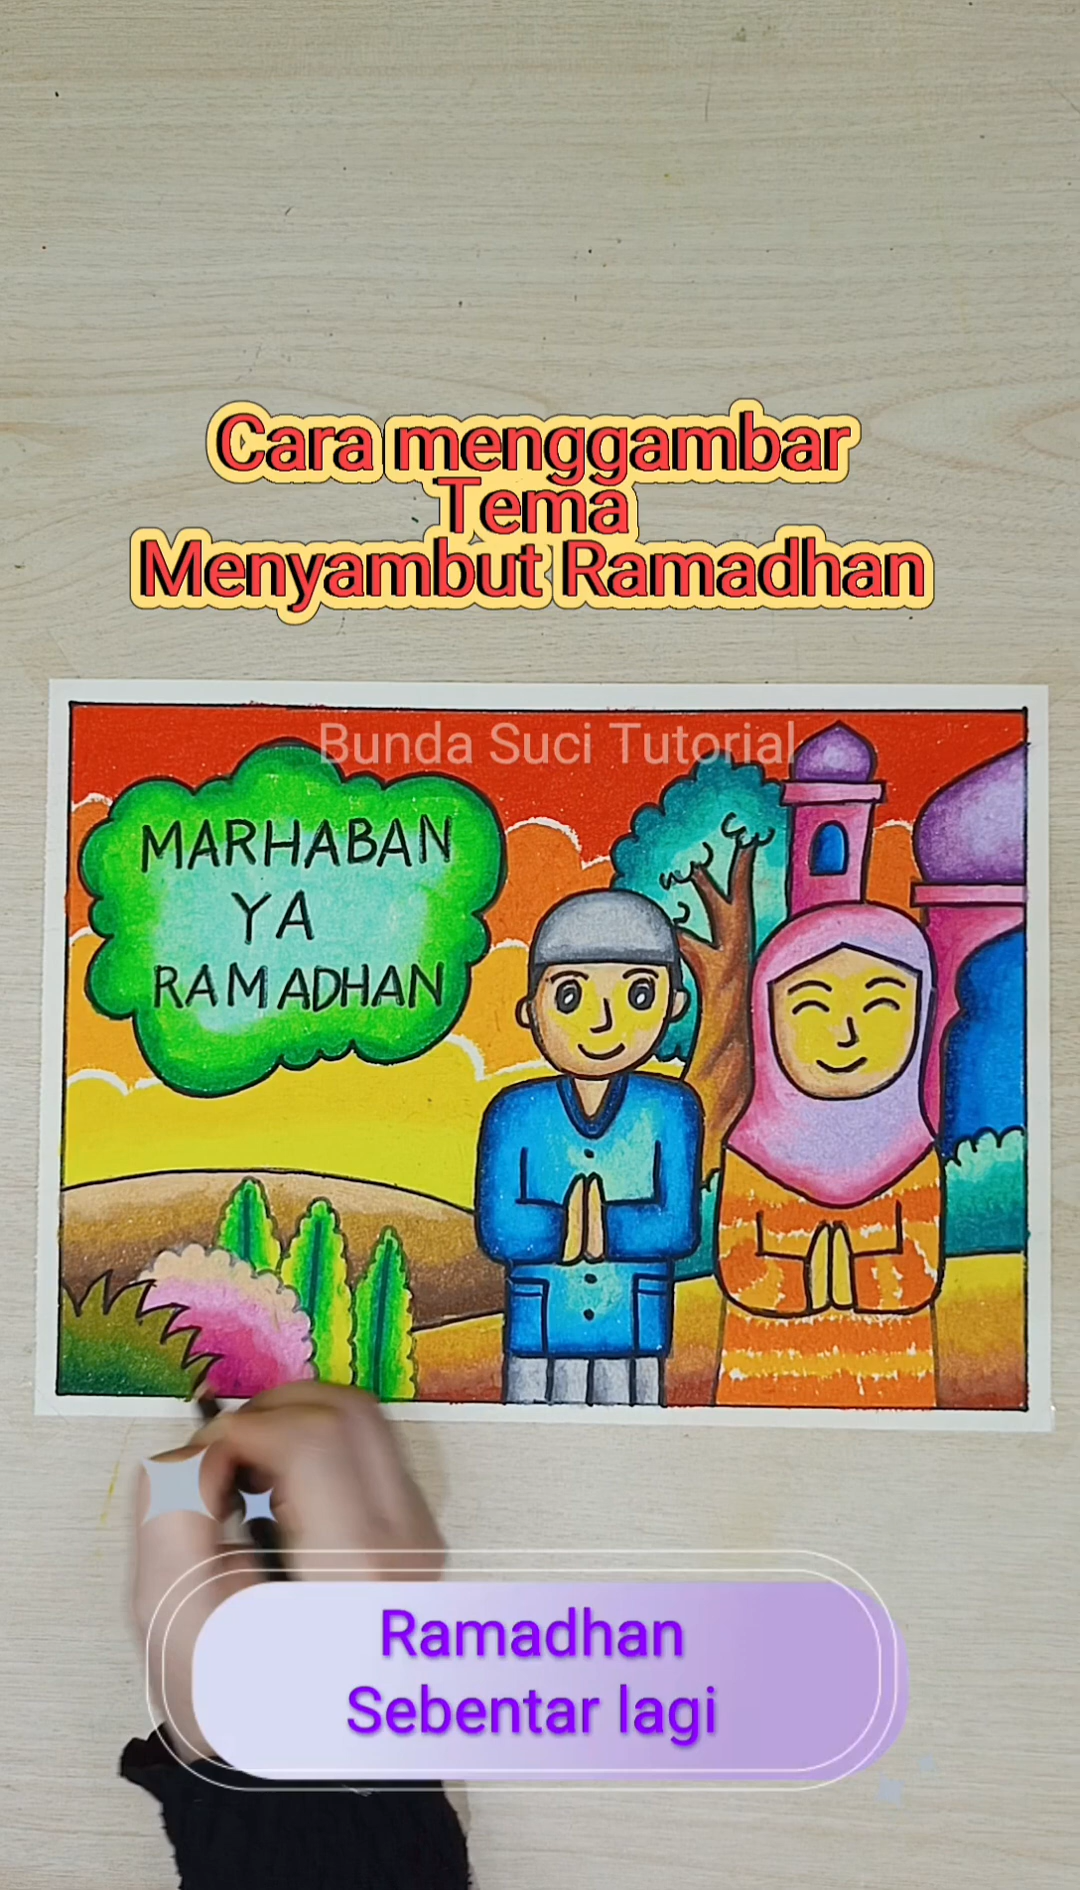 Cara menggambar
Tema
Menyambut Ramadhan
Bunda Suci Tutorial
MARHABAN
YA
RAMADHAN
Ramadhan
Sebentar lagi